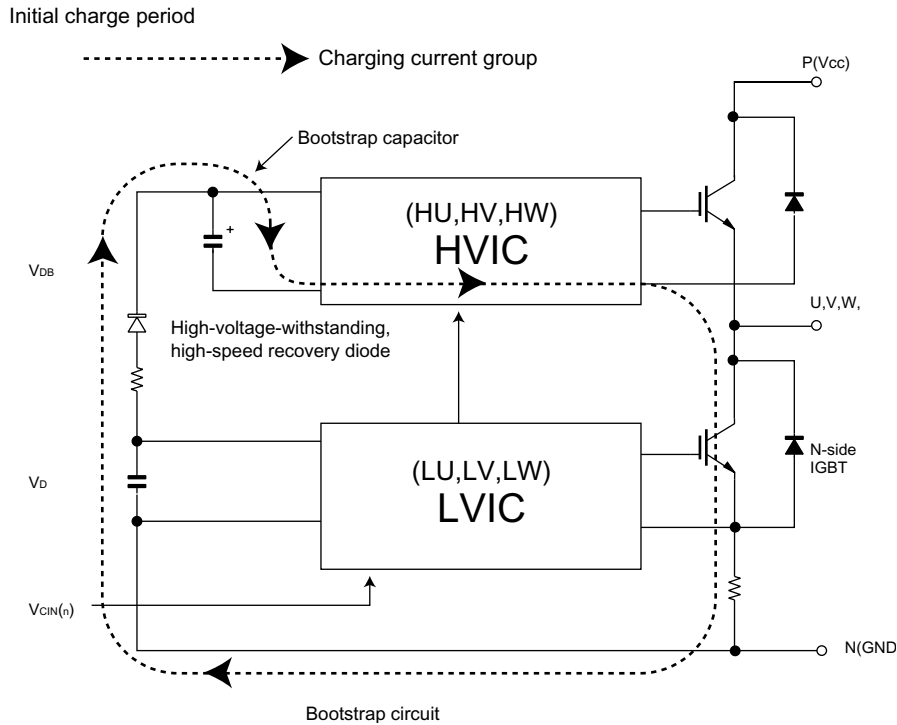 Initial charge period
Charging current group
P(Vcc)
Bootstrap capacitor
(HU,HV,HW)
HVIC
+
VDB
U,V,W,
High-voltage-withstanding,
high-speed recovery diode
(LU,LV,LW)
LVIC
N-side
IGBT
VD
VCIN(n)
N(GND
Bootstrap circuit